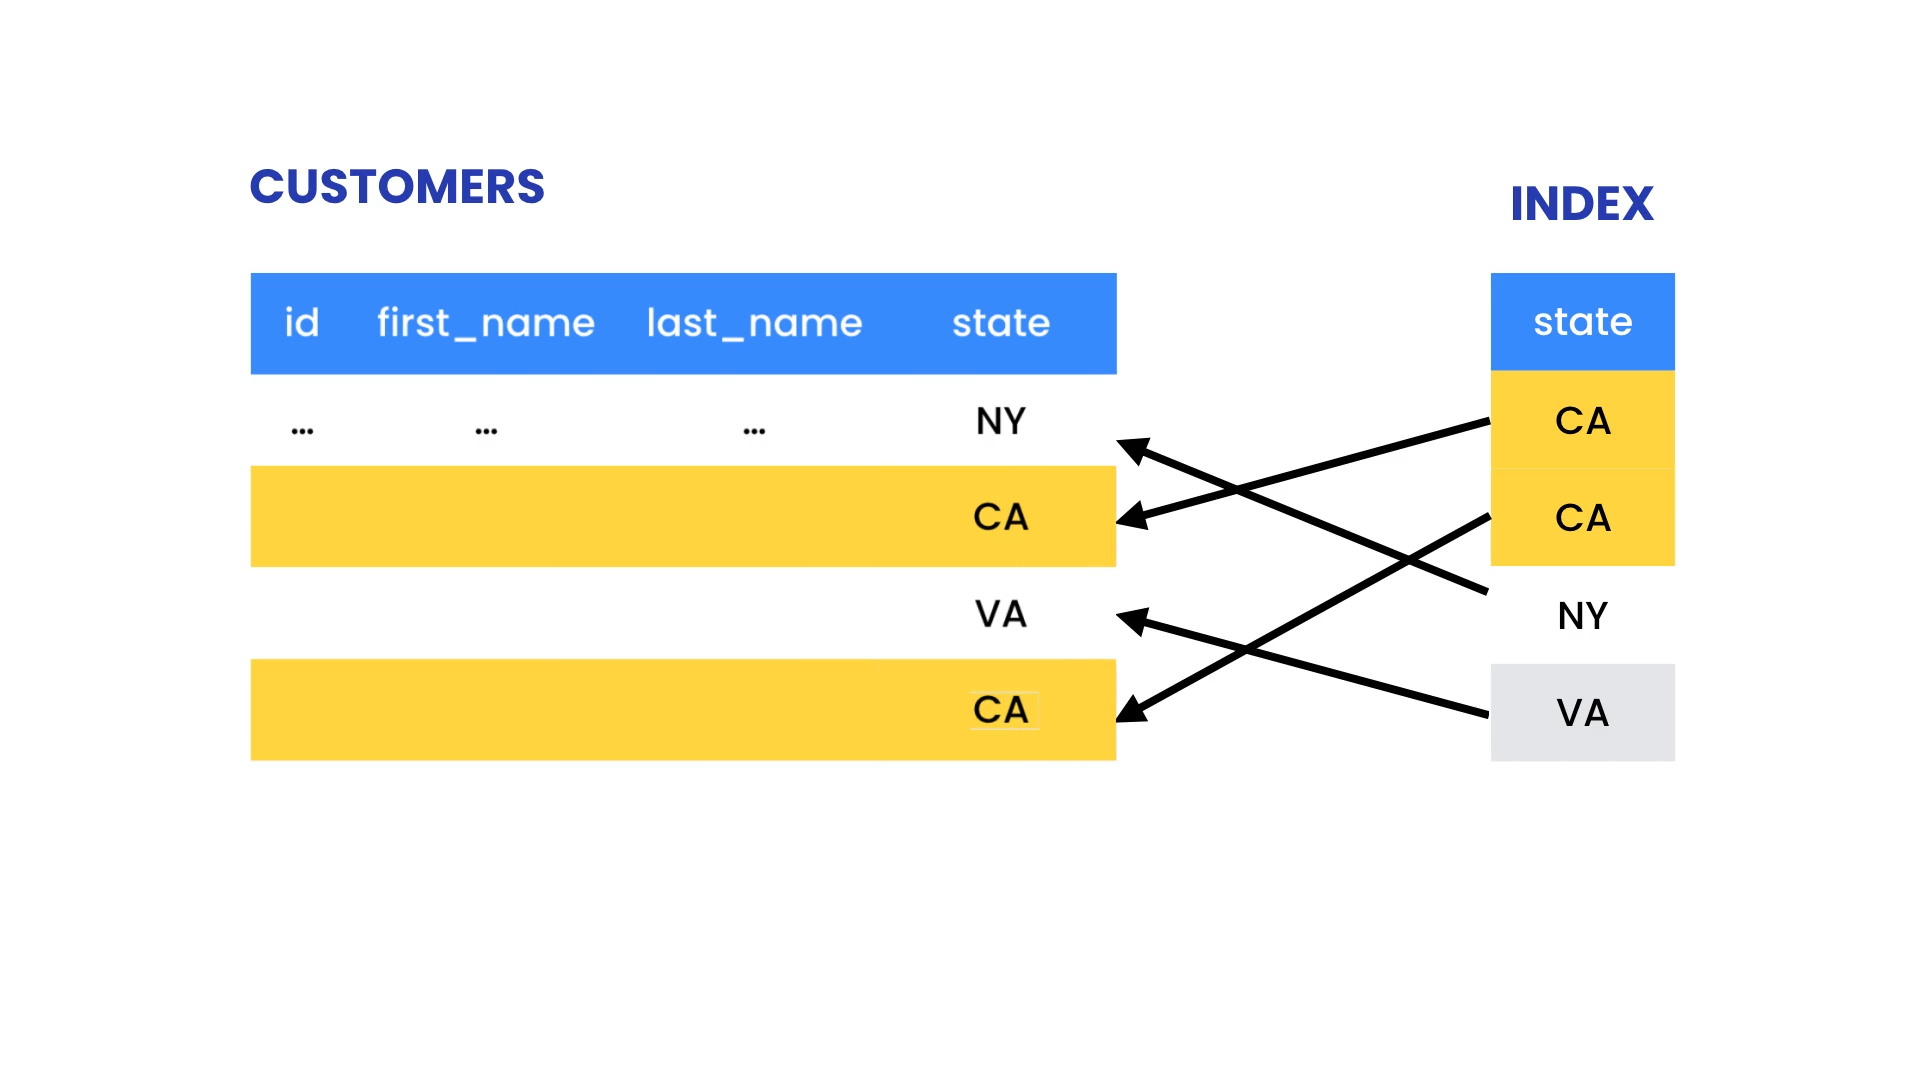 CUSTOMERS
INDEX
id first_name last_name state
state
... ... ... NY
CA
VA
CA
CA
CA
NY
VA